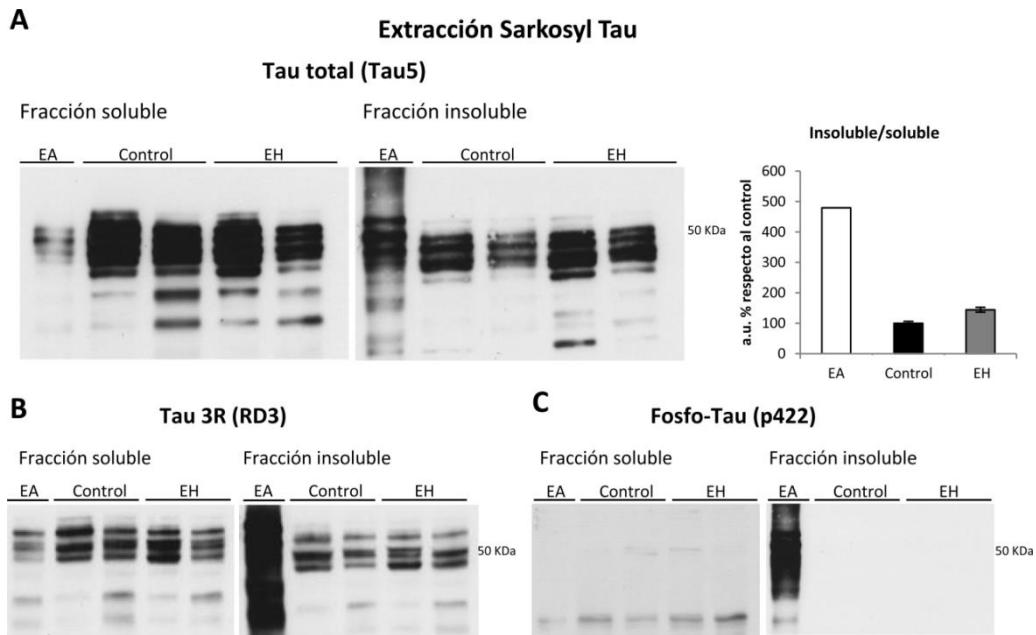 A
Extracción Sarkosyl Tau
Tau total (Tau5)
Fracción soluble
Fracción insoluble
EA Control EH
EA Control EH
50 KDa
Insoluble/soluble
a.u. % respecto al control
600
500
400
300
200
100
0
EA Control EH
B
Tau 3R (RD3)
Fracción soluble
Fracción insoluble
EA Control EH
EA Control EH
50 KDa
C
Fosfo-Tau (p422)
Fracción soluble
Fracción insoluble
EA Control EH
EA Control EH
50 KDa